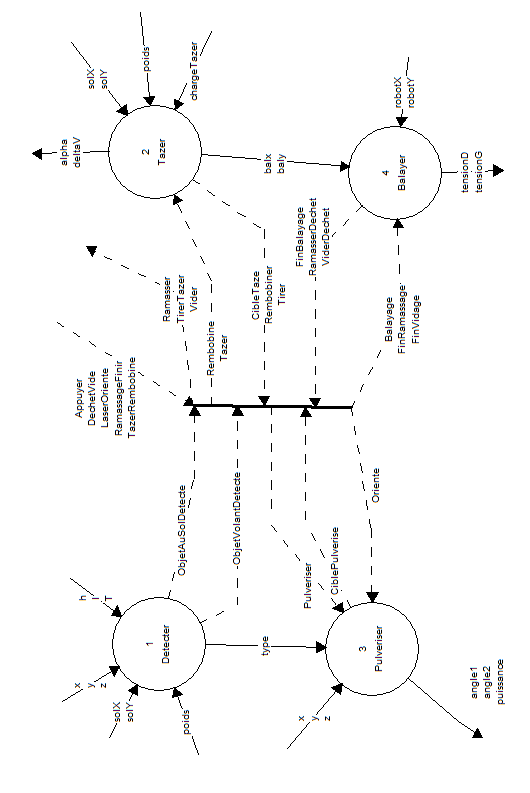 alpha
deltaV
x
y
z
h
l
T
Appuyer
DechetVide
LaserOriente
RamassageFinir
TazerRembobine
solX
solY
solX
solY
poids
1
Detecter
2
Tazer
poids
chargeTazer
Ramasser
TirerTazer
Vider
ObjetAuSolDetecte
Rembobine
Tazer
ObjetVolantDetecte
type
CibleTaze
Rembobiner
Tirer
balx
baly
x
y
z
Pulveriser
CiblePulverise
FinBalayage
RamasserDechet
ViderDechet
3
Pulveriser
Oriente
Balayage
FinRamassage
FinVidage
4
Balayer
robotX
robotY
angle1
angle2
puissance
tensionD
tensionG